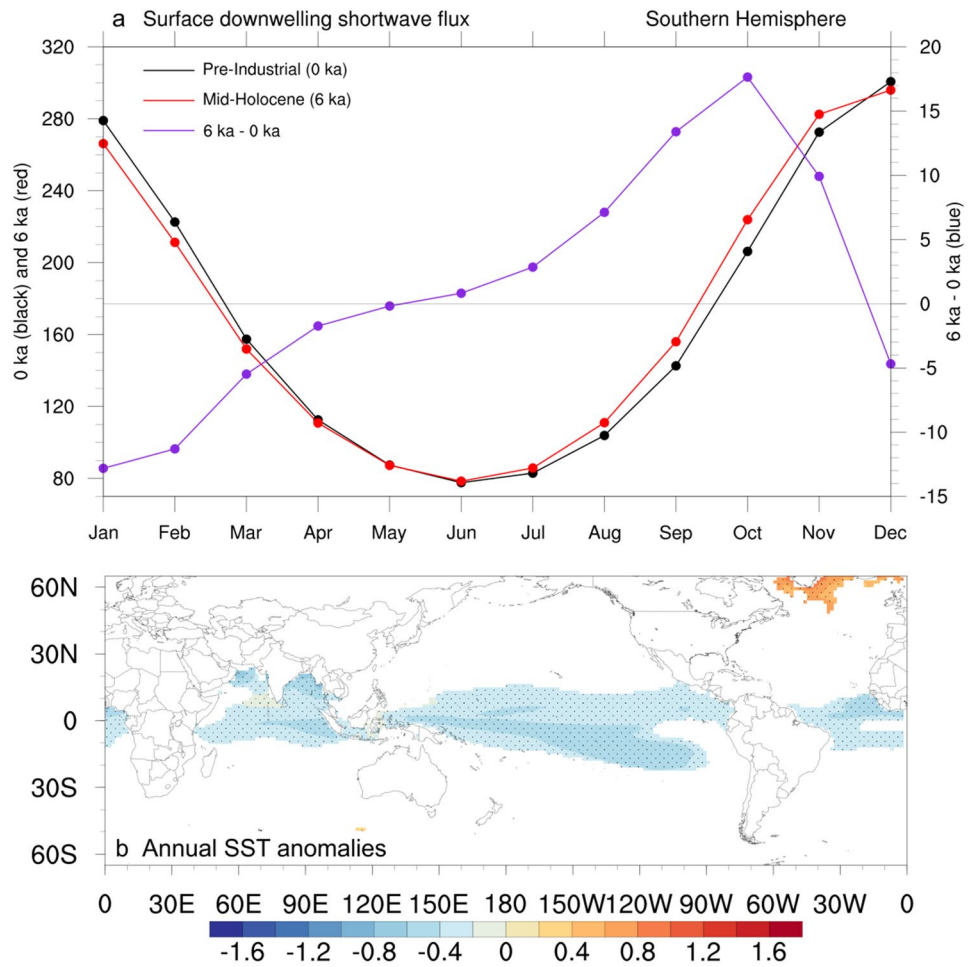 a Surface downwelling shortwave flux Southern Hemisphere
320 20
Pre-Industrial (0 ka)
Mid-Holocene (6 ka)
6 ka - 0 ka
280 15
240 10
200 5
160 0
120 -5
80 -10
-15
0 ka (black) and 6 ka (red)
6 ka - 0 ka (blue)
Jan Feb Mar Apr May Jun Jul Aug Sep Oct Nov Dec
60N
30N
0
30S
60S
b Annual SST anomalies
0 30E 60E 90E 120E 150E 180 150W 120W 90W 60W 30W 0
-1.6 -1.2 -0.8 -0.4 0 0.4 0.8 1.2 1.6